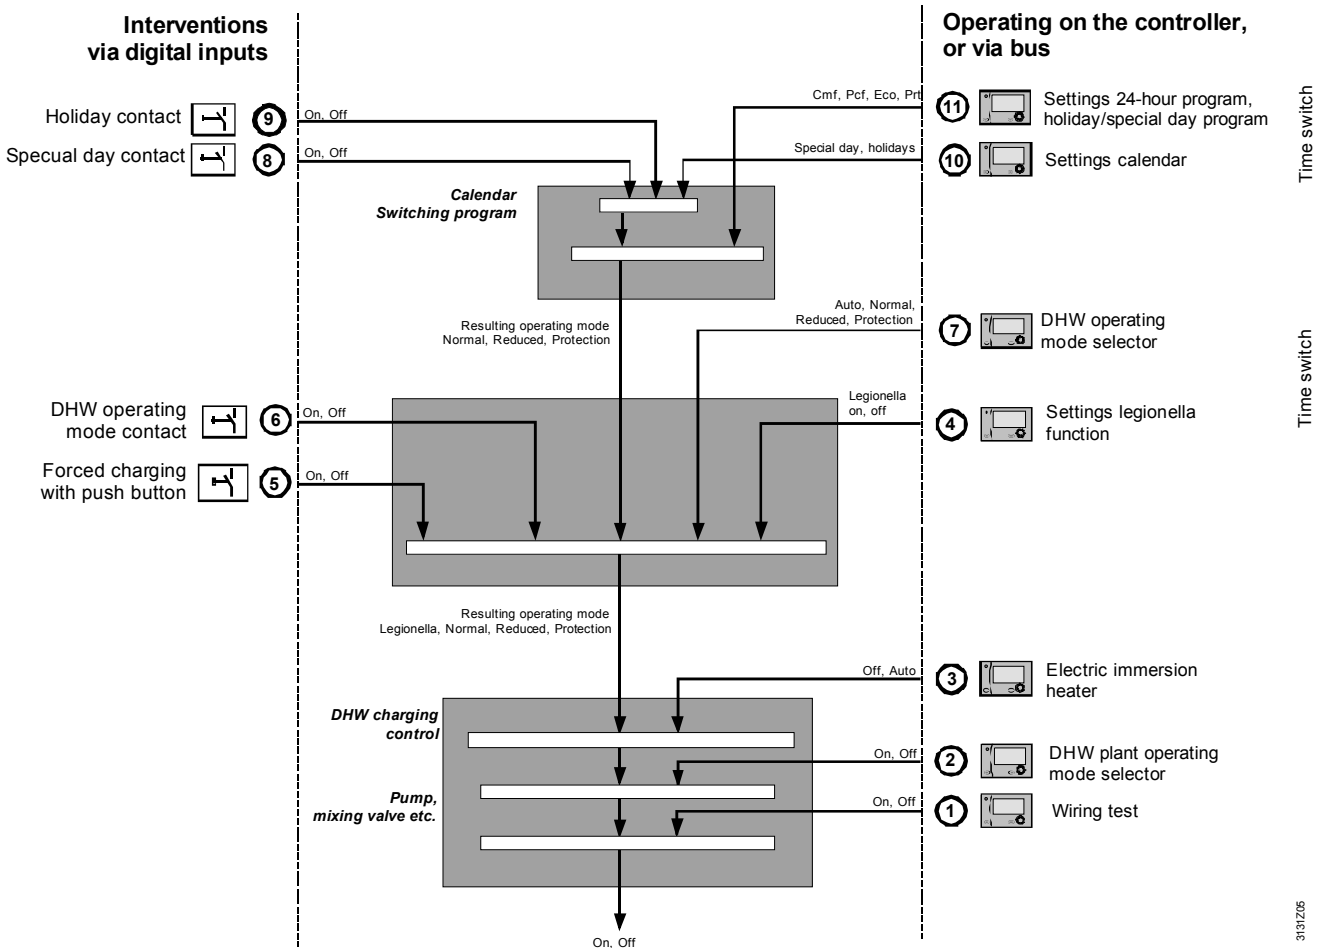 Interventions
via digital inputs
Operating on the controller,
or via bus
Holiday contact
9
On, Off
Cmf, Pcf, Eco, Prt
11
Settings 24-hour program,
holiday/special day program
Time switch
Specual day contact
8
On, Off
Special day, holidays
10
Settings calendar
Calendar
Switching program
Auto, Normal,
Reduced, Protection
7
DHW operating
mode selector
Time switch
Resulting operating mode
Normal, Reduced, Protection
DHW operating
mode contact
6
On, Off
Legionella
on, off
4
Settings legionella
function
Forced charging
with push button
5
On, Off
Resulting operating mode
Legionella, Normal, Reduced, Protection
Off, Auto
3
Electric immersion
heater
DHW charging
control
On, Off
2
DHW plant operating
mode selector
Pump,
mixing valve etc.
On, Off
1
Wiring test
On, Off
3131Z05